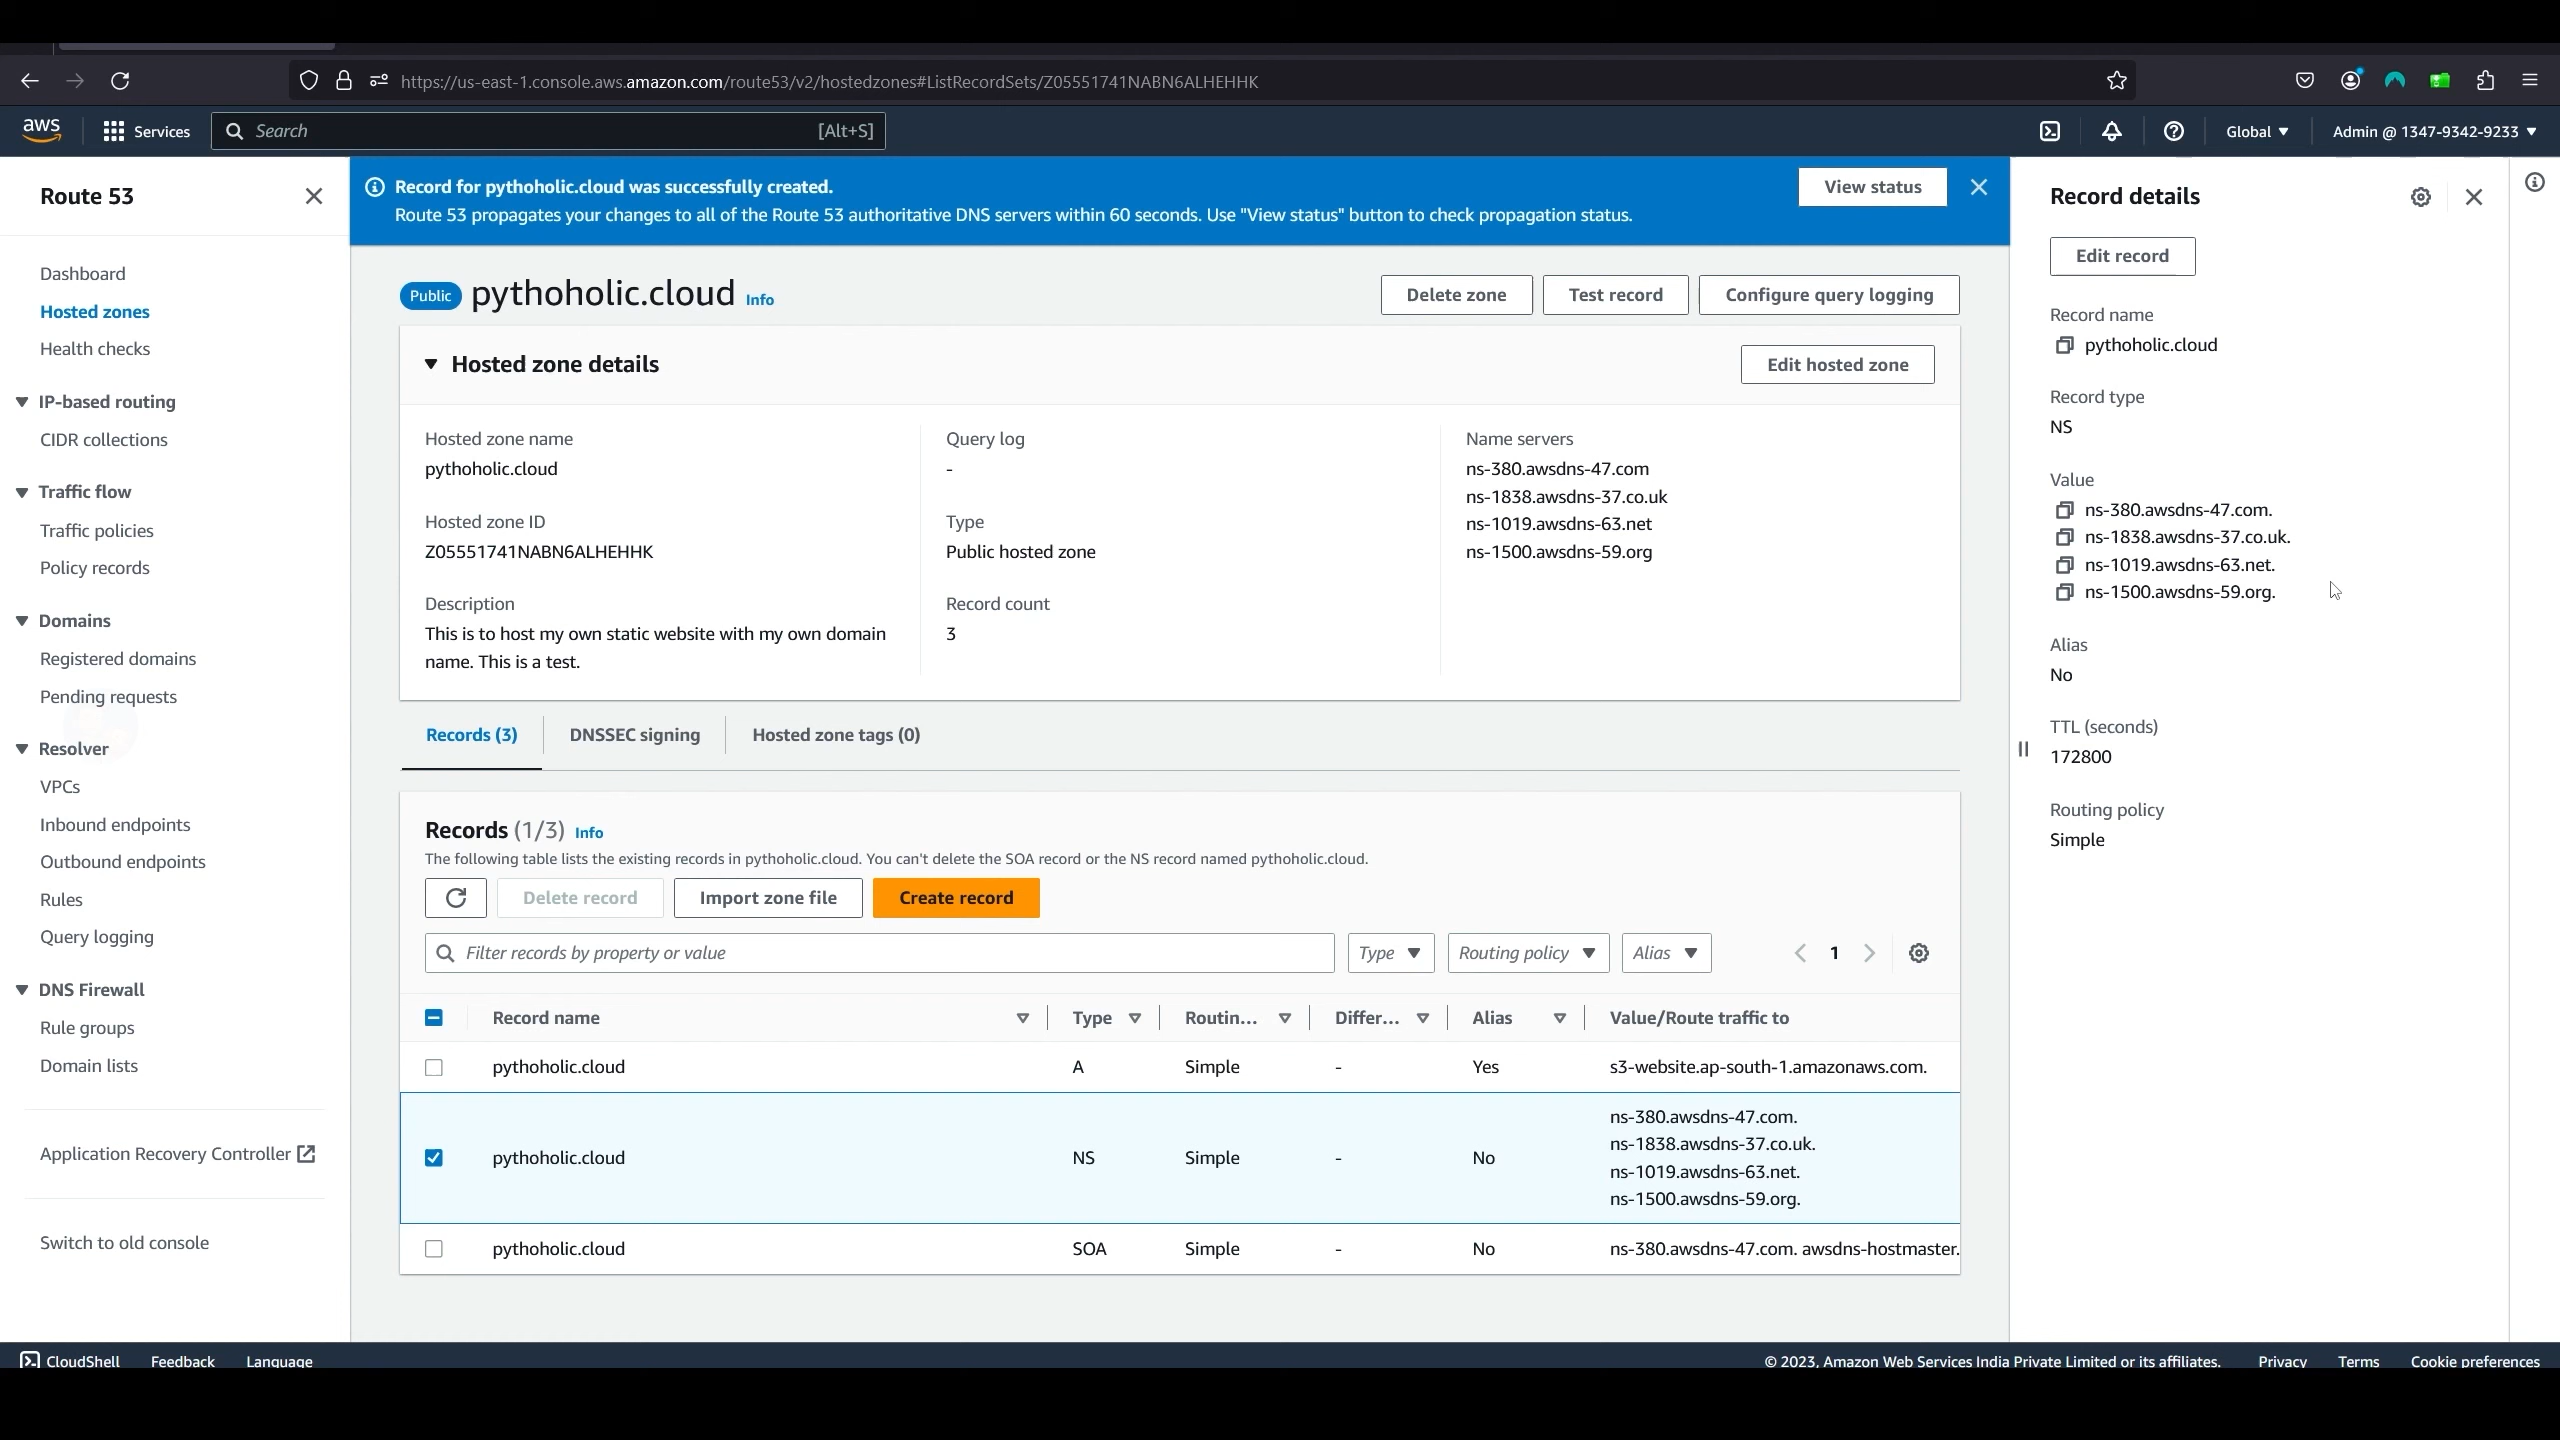 https://us-east-1.console.aws.amazon.com/route53/v2/hostedzones#ListRecordSets/Z05551741NABN6ALHEHHK
aws
Services
Search
[Alt+S]
Global
Admin @ 1347-9342-9233
Route 53
Dashboard
Hosted zones
Health checks
IP-based routing
CIDR collections
Traffic flow
Traffic policies
Policy records
Domains
Registered domains
Pending requests
Resolver
VPCs
Inbound endpoints
Outbound endpoints
Rules
Query logging
DNS Firewall
Rule groups
Domain lists
Application Recovery Controller
Switch to old console
Record for pythoholic.cloud was successfully created.
Route 53 propagates your changes to all of the Route 53 authoritative DNS servers within 60 seconds. Use "View status" button to check propagation status.
View status
Public
pythoholic.cloud
Info
Delete zone
Test record
Configure query logging
Hosted zone details
Edit hosted zone
Hosted zone name
pythoholic.cloud
Hosted zone ID
Z05551741NABN6ALHEHHK
Description
This is to host my own static website with my own domain
name. This is a test.
Query log
-
Type
Public hosted zone
Record count
3
Name servers
ns-380.awsdns-47.com
ns-1838.awsdns-37.co.uk
ns-1019.awsdns-63.net
ns-1500.awsdns-59.org
Records (3)
DNSSEC signing
Hosted zone tags (0)
Records (1/3)
Info
The following table lists the existing records in pythoholic.cloud. You can't delete the SOA record or the NS record named pythoholic.cloud.
Delete record
Import zone file
Create record
Filter records by property or value
Type
Routing policy
Alias
1
Record name
Type
Routin...
Differ...
Alias
Value/Route traffic to
pythoholic.cloud
A
Simple
-
Yes
s3-website.ap-south-1.amazonaws.com.
pythoholic.cloud
NS
Simple
-
No
ns-380.awsdns-47.com.
ns-1838.awsdns-37.co.uk.
ns-1019.awsdns-63.net.
ns-1500.awsdns-59.org.
pythoholic.cloud
SOA
Simple
-
No
ns-380.awsdns-47.com. awsdns-hostmaster.
Record details
Edit record
Record name
pythoholic.cloud
Record type
NS
Value
ns-380.awsdns-47.com.
ns-1838.awsdns-37.co.uk.
ns-1019.awsdns-63.net.
ns-1500.awsdns-59.org.
Alias
No
TTL (seconds)
172800
Routing policy
Simple
CloudShell
Feedback
Language
© 2023, Amazon Web Services India Private Limited or its affiliates.
Privacy
Terms
Cookie preferences